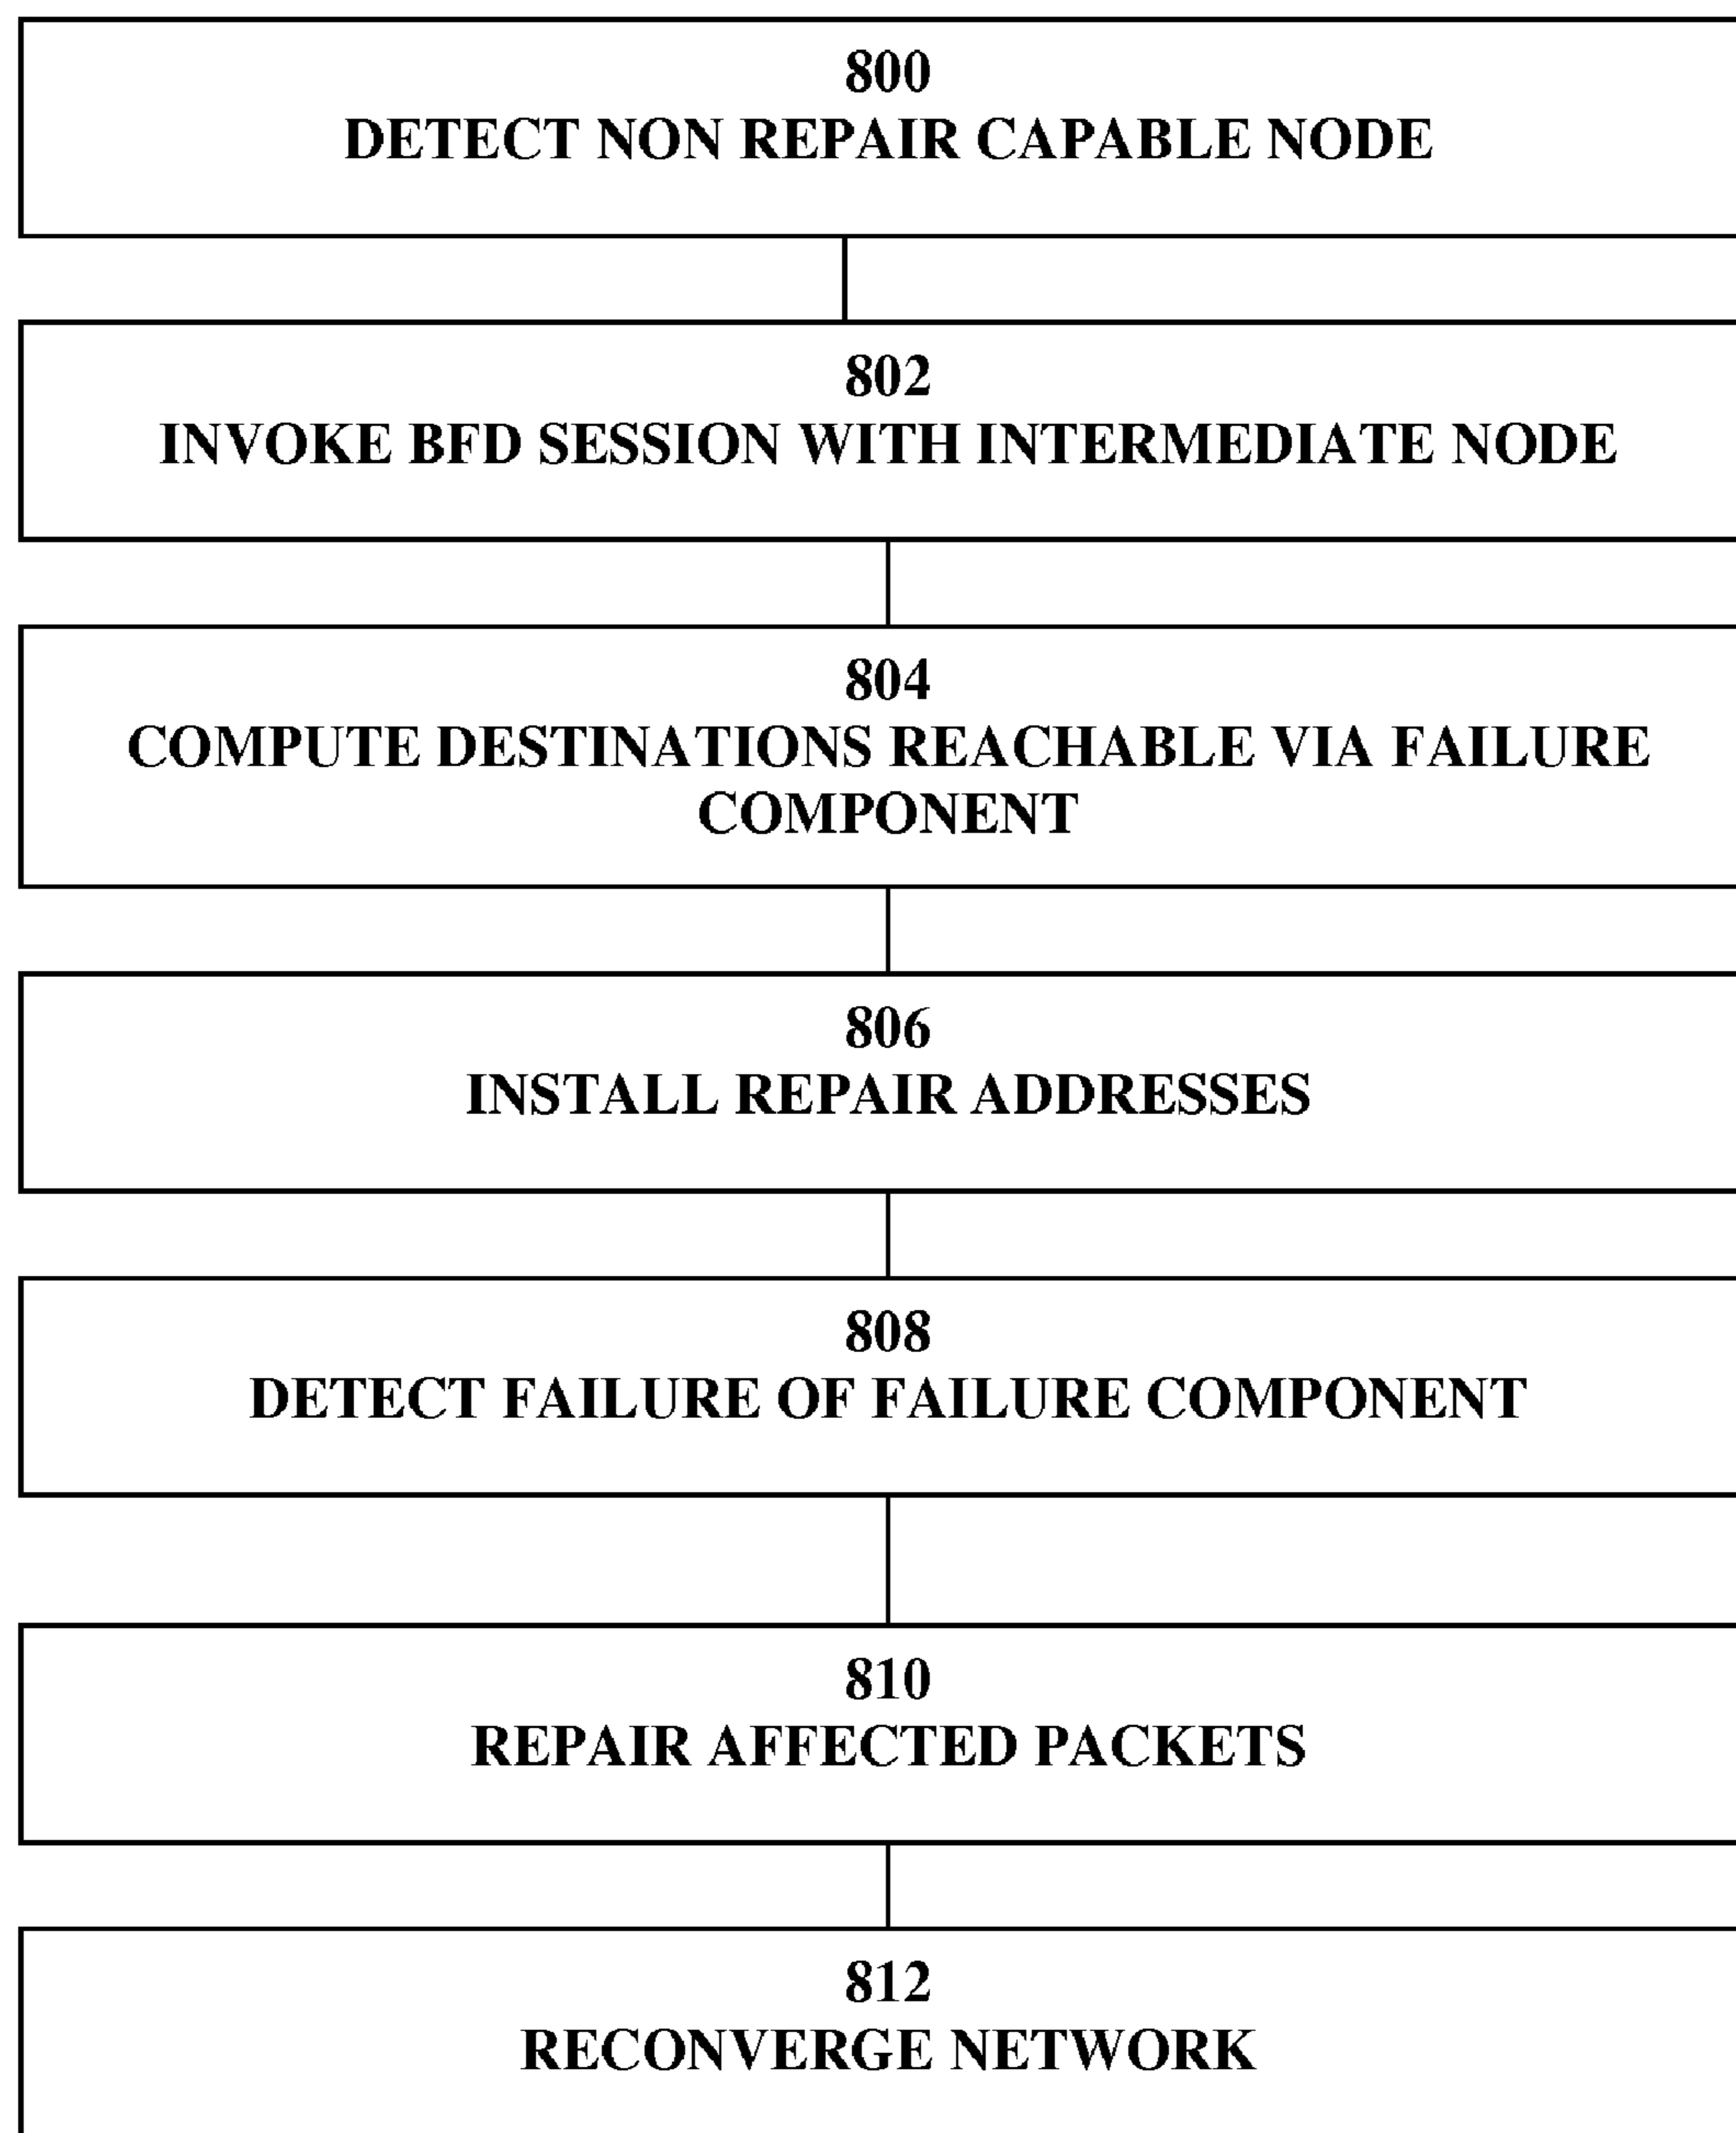 800
DETECT NON REPAIR CAPABLE NODE
802
INVOKE BFD SESSION WITH INTERMEDIATE NODE
804
COMPUTE DESTINATIONS REACHABLE VIA FAILURE
COMPONENT
806
INSTALL REPAIR ADDRESSES
808
DETECT FAILURE OF FAILURE COMPONENT
810
REPAIR AFFECTED PACKETS
812
RECONVERGE NETWORK